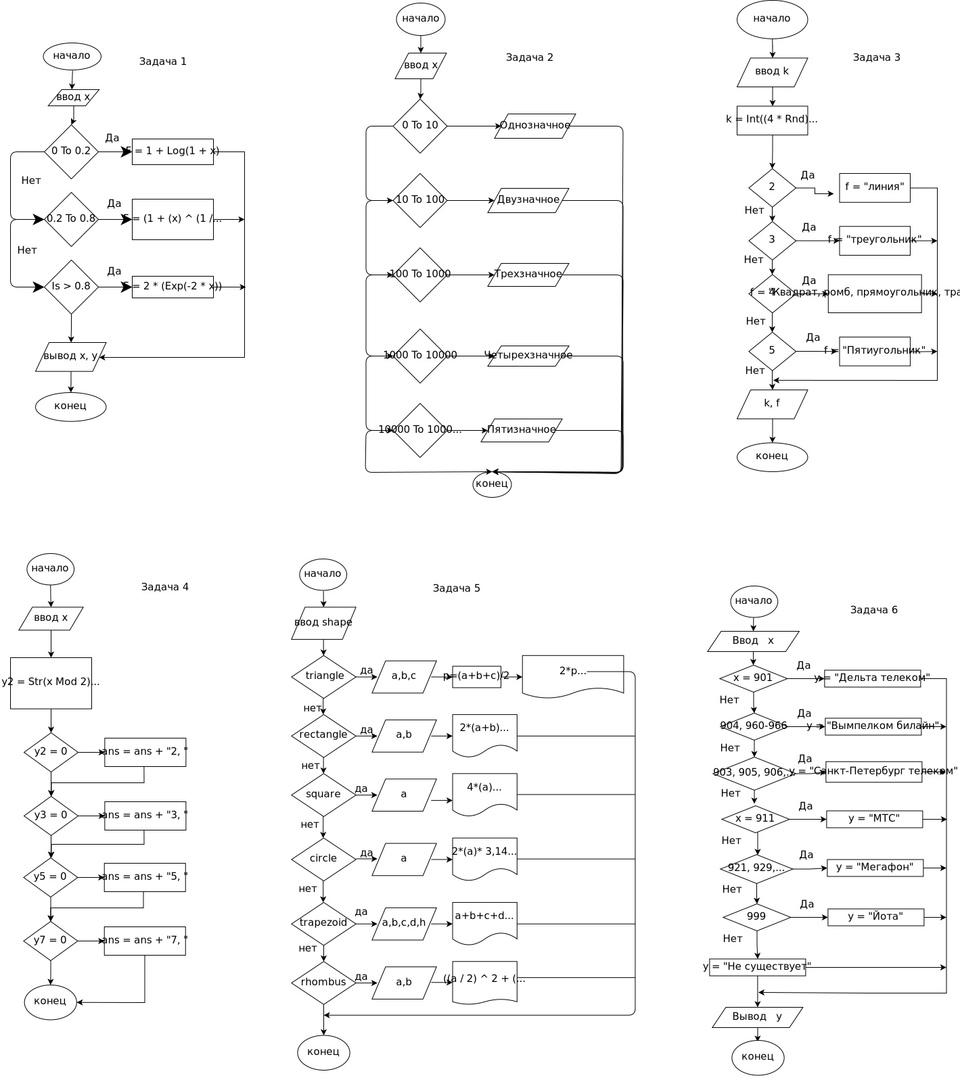 Задача 1
начало
ввод x
0 To 0.2
Да
= 1 + Log(1 + x)
Нет
0.2 To 0.8
Да
= (1 + (x) ^ (1 /...
Нет
Is > 0.8
Да
= 2 * (Exp(-2 * x))
вывод x, y
конец
Задача 2
начало
ввод x
0 To 10
Однозначное
10 To 100
Двузначное
100 To 1000
Трехзначное
1000 To 10000
Четырехзначное
10000 To 1000...
Пятизначное
конец
Задача 3
начало
ввод k
k = Int((4 * Rnd)...
2
Да
f = "линия"
Нет
3
Да
f = "треугольник"
Нет
4
f = "Квадрат, ромб, прямоугольник, тра
Нет
5
Да
f = "Пятиугольник"
Нет
k, f
конец
Задача 4
начало
ввод x
y2 = Str(x Mod 2)...
y2 = 0
ans = ans + "2, "
y3 = 0
ans = ans + "3, "
y5 = 0
ans = ans + "5, "
y7 = 0
ans = ans + "7, "
конец
Задача 5
начало
ввод shape
triangle
да
a,b,c
p=(a+b+c)/2
2*p...
нет
rectangle
да
a,b
2*(a+b)...
нет
square
да
a
4*(a)...
нет
circle
да
a
2*(a)* 3,14...
нет
trapezoid
да
a,b,c,d,h
a+b+c+d...
нет
rhombus
да
a,b
((a / 2) ^ 2 + (...
конец
Задача 6
начало
Ввод x
x = 901
Да
y = "Дельта телеком"
Нет
904, 960-966
Да
y = "Вымпелком билайн"
Нет
903, 905, 906,...
Да
y = "Санкт-Петербург телеком"
Нет
x = 911
Да
y = "МТС"
Нет
921, 929,...
Да
y = "Мегафон"
Нет
999
Да
y = "Йота"
Нет
y = "Не существует"
Вывод y
конец